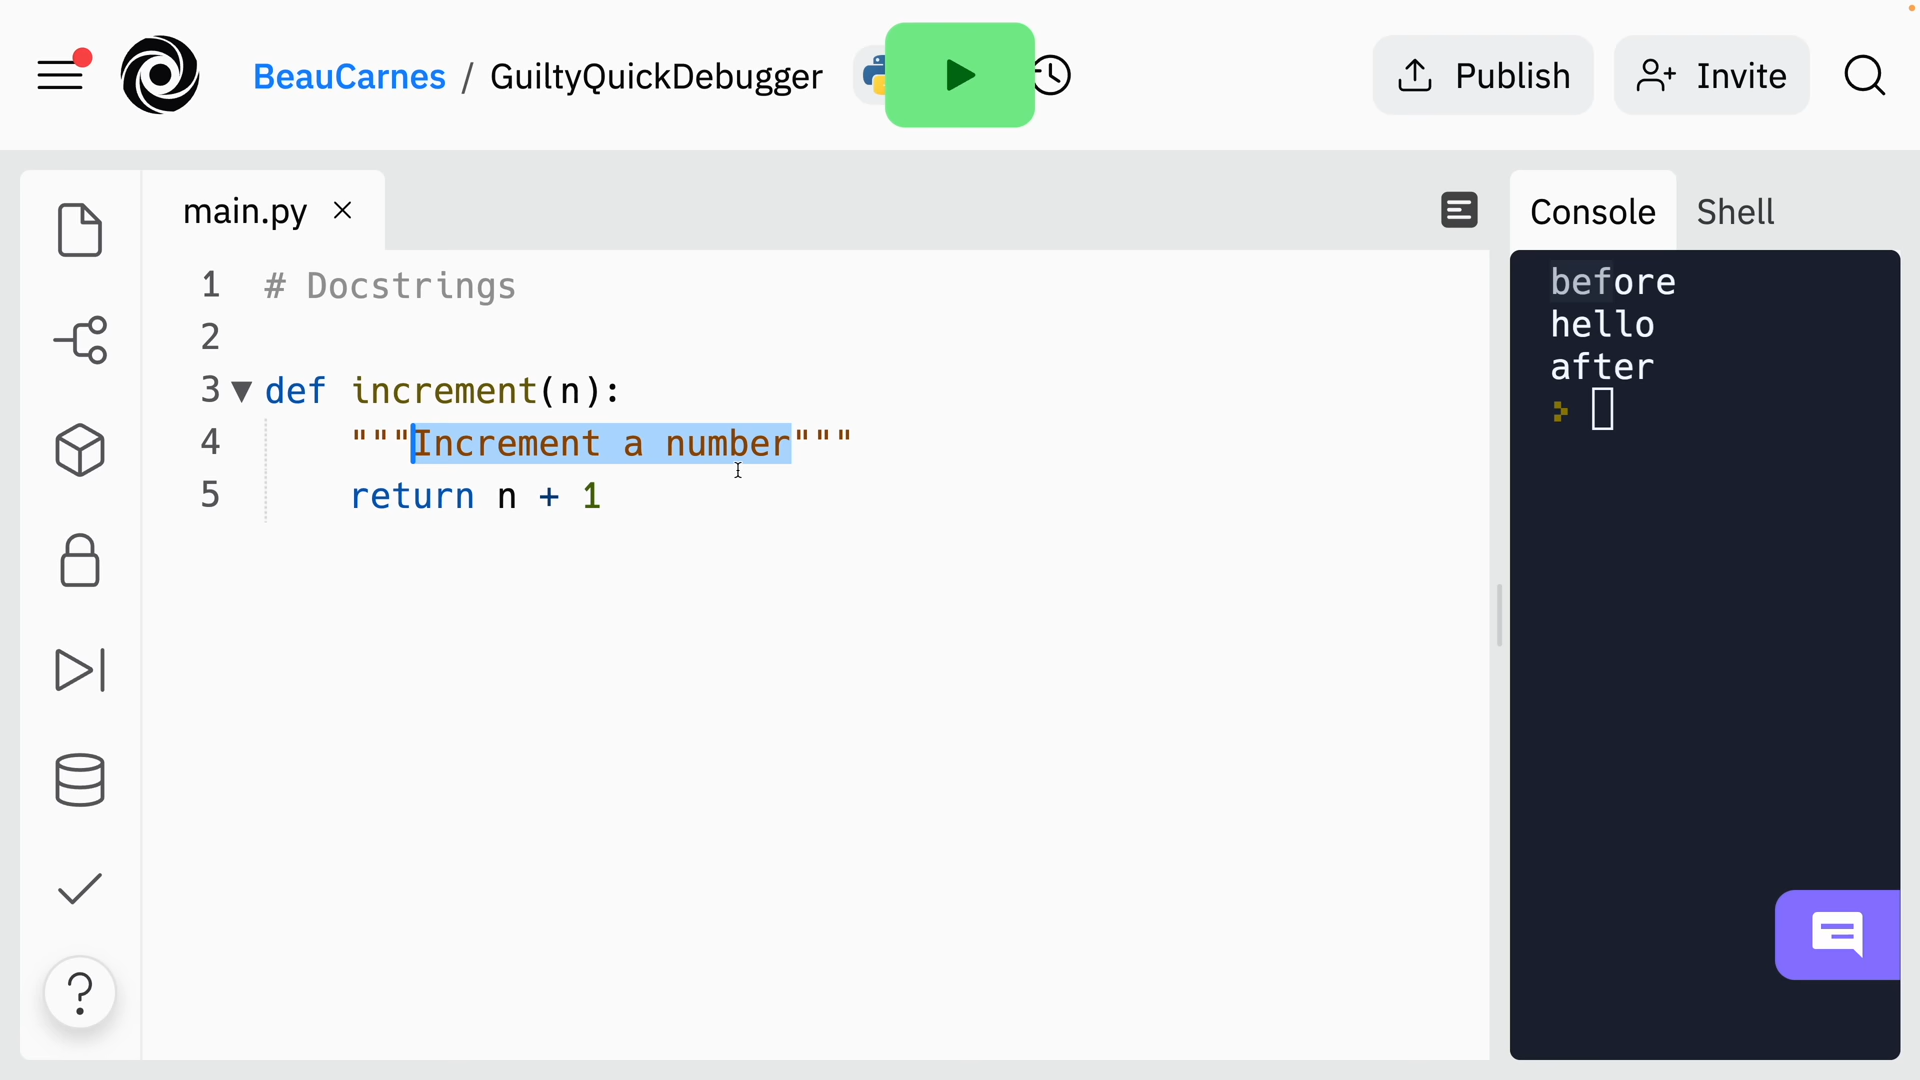 BeauCarnes / GuiltyQuickDebugger
Publish
Invite
main.py
Console
Shell
1 # Docstrings
2
3 def increment(n):
4 """Increment a number"""
5 return n + 1
before
hello
after
?